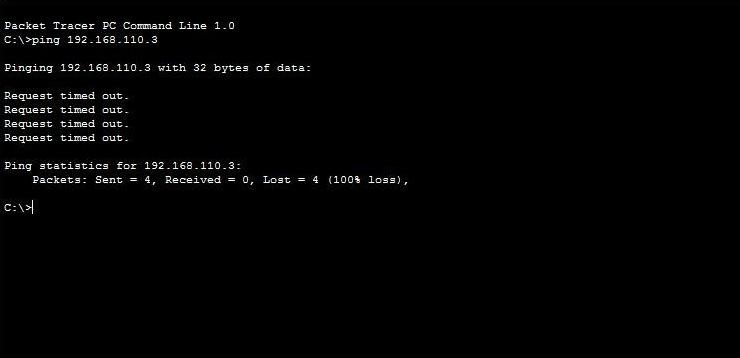 Packet Tracer PC Command Line 1.0
C:\>ping 192.168.110.3
Pinging 192.168.110.3 with 32 bytes of data:
Request timed out.
Request timed out.
Request timed out.
Request timed out.
Ping statistics for 192.168.110.3:
Packets: Sent = 4, Received = 0, Lost = 4 (100% loss),
C:\>